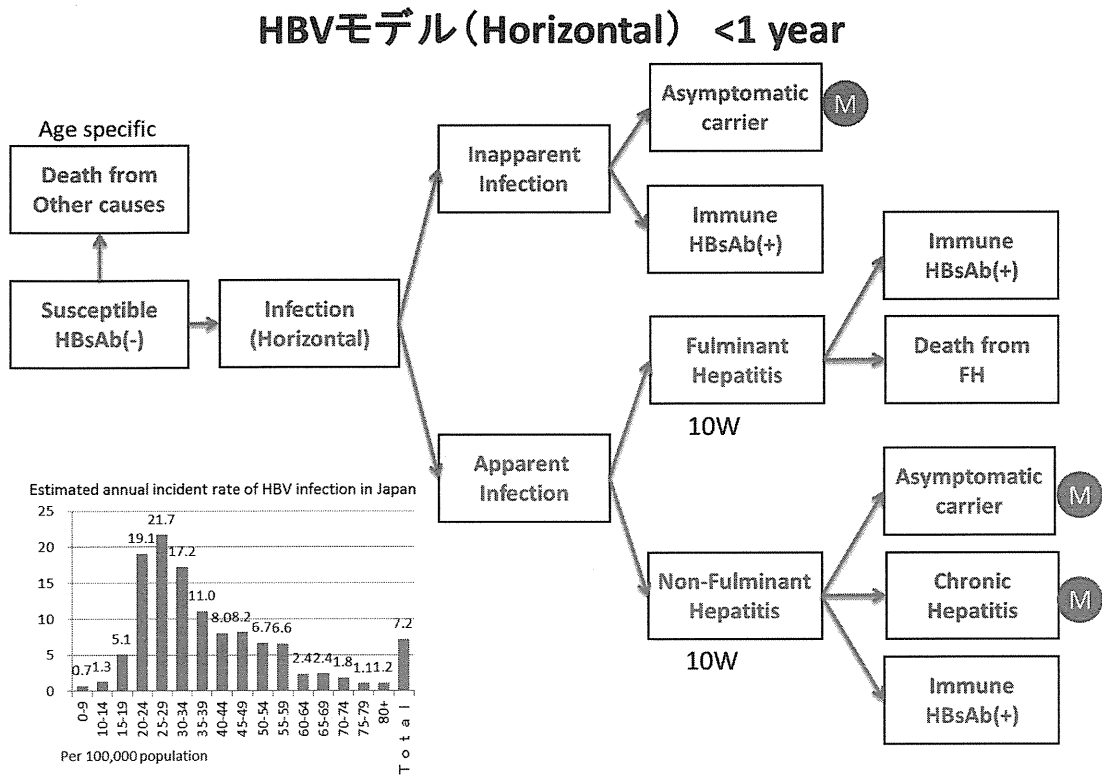 HBVモデル(Horizontal) <1 year
Age specific
Death from
Other causes
Susceptible
HBsAb(-)
Infection
(Horizontal)
Inapparent
Infection
Apparent
Infection
Asymptomatic
carrier
M
Immune
HBsAb(+)
Fulminant
Hepatitis
10W
Immune
HBsAb(+)
Death from
FH
Non-Fulminant
Hepatitis
10W
Asymptomatic
carrier
M
Chronic
Hepatitis
M
Immune
HBsAb(+)
Estimated annual incident rate of HBV infection in Japan
25
20
15
10
5
0
0.7
1.3
5.1
19.1
21.7
17.2
11.0
8.0
8.2
6.7
6.6
2.4
2.4
1.8
1.1
1.2
7.2
0-9
10-14
15-19
20-24
25-29
30-34
35-39
40-44
45-49
50-54
55-59
60-64
65-69
70-74
75-79
80+
Total
Per 100,000 population